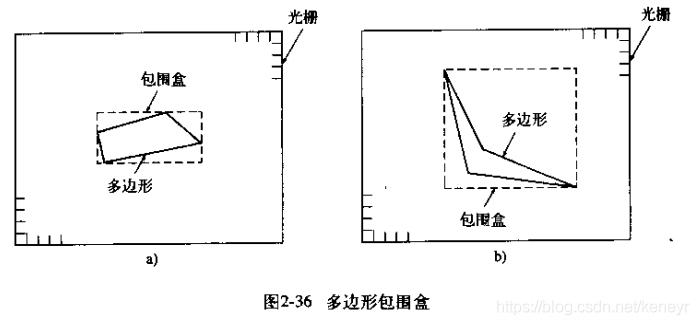 光栅
包围盒
多边形
a)
光栅
多边形
包围盒
b)
图2-36 多边形包围盒
https://blog.csdn.net/keneyr